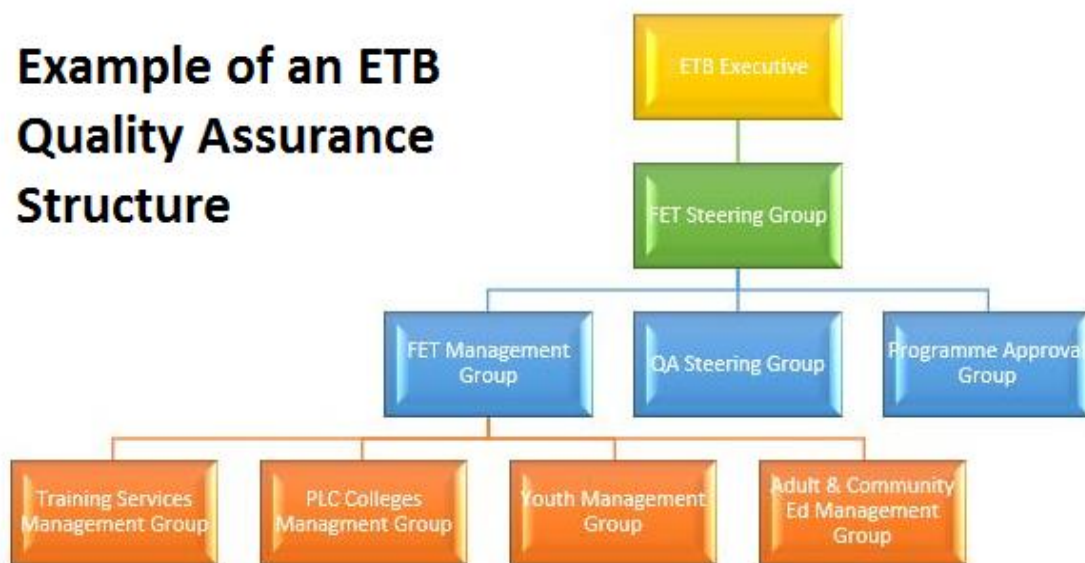 Example of an ETB
Quality Assurance
Structure
ETB Executive
FET Steering Group
FET Management
Group
QA Steering Group
Programme Approva
Group
Training Services
Management Group
PLC Colleges
Managment Group
Youth Management
Group
Adult & Community
Ed Management
Group